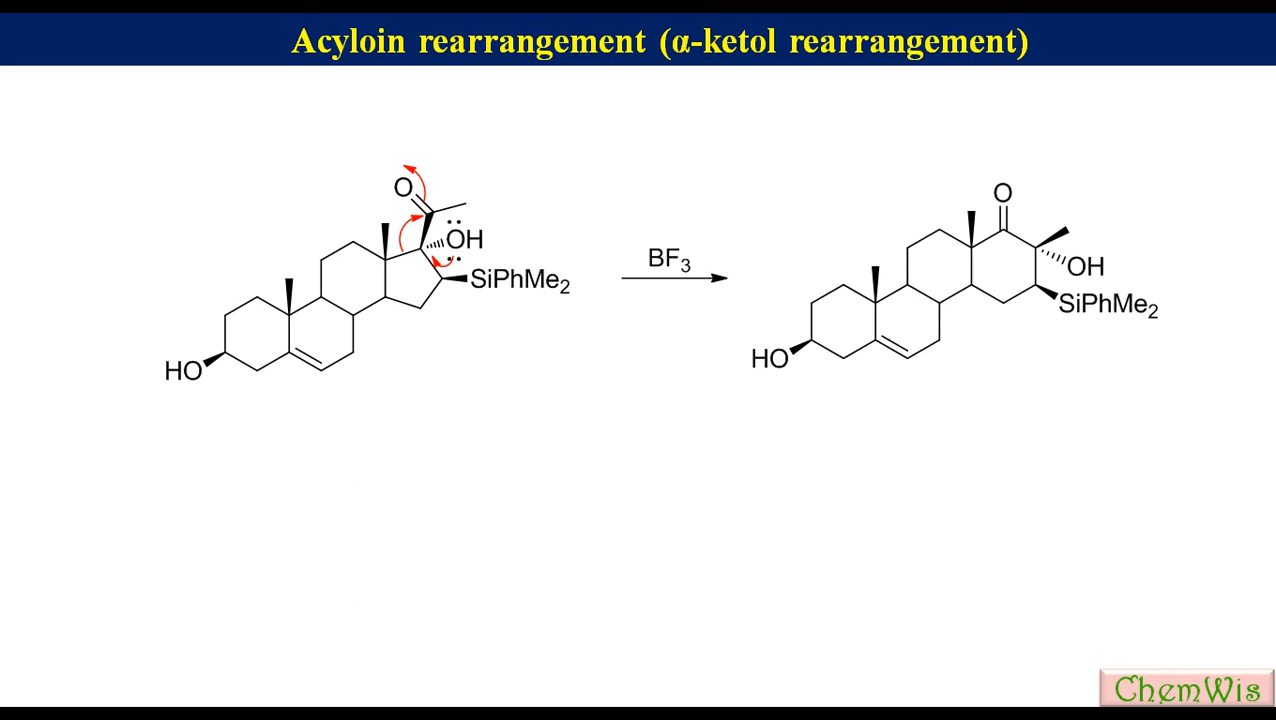 Acyloin rearrangement (α-ketol rearrangement)
O
OH
SiPhMe2
HO
BF3
O
OH
SiPhMe2
HO
ChemWis